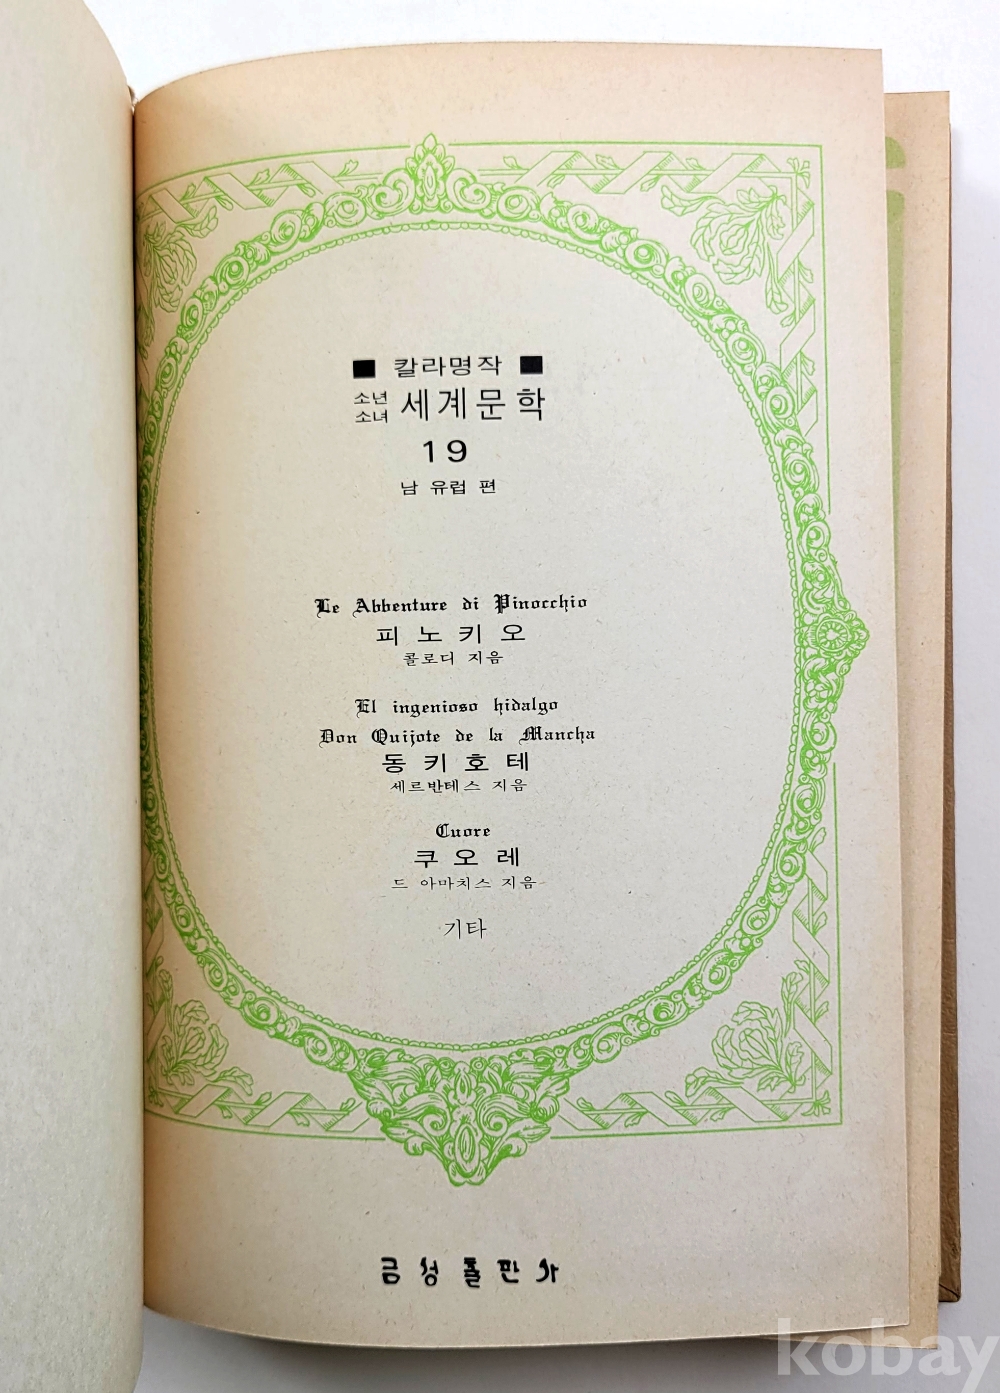 ■ 칼라명작 ■
소년
소녀 세계문학
19
남 유럽 편
Le Abbenture di Pinocchio
피노키오
콜로디 지음
El ingenioso hidalgo
Don Quijote de la Mancha
동키호테
세르반테스 지음
Cuore
쿠오레
드 아마치스 지음
기타
금성출판사
kobay